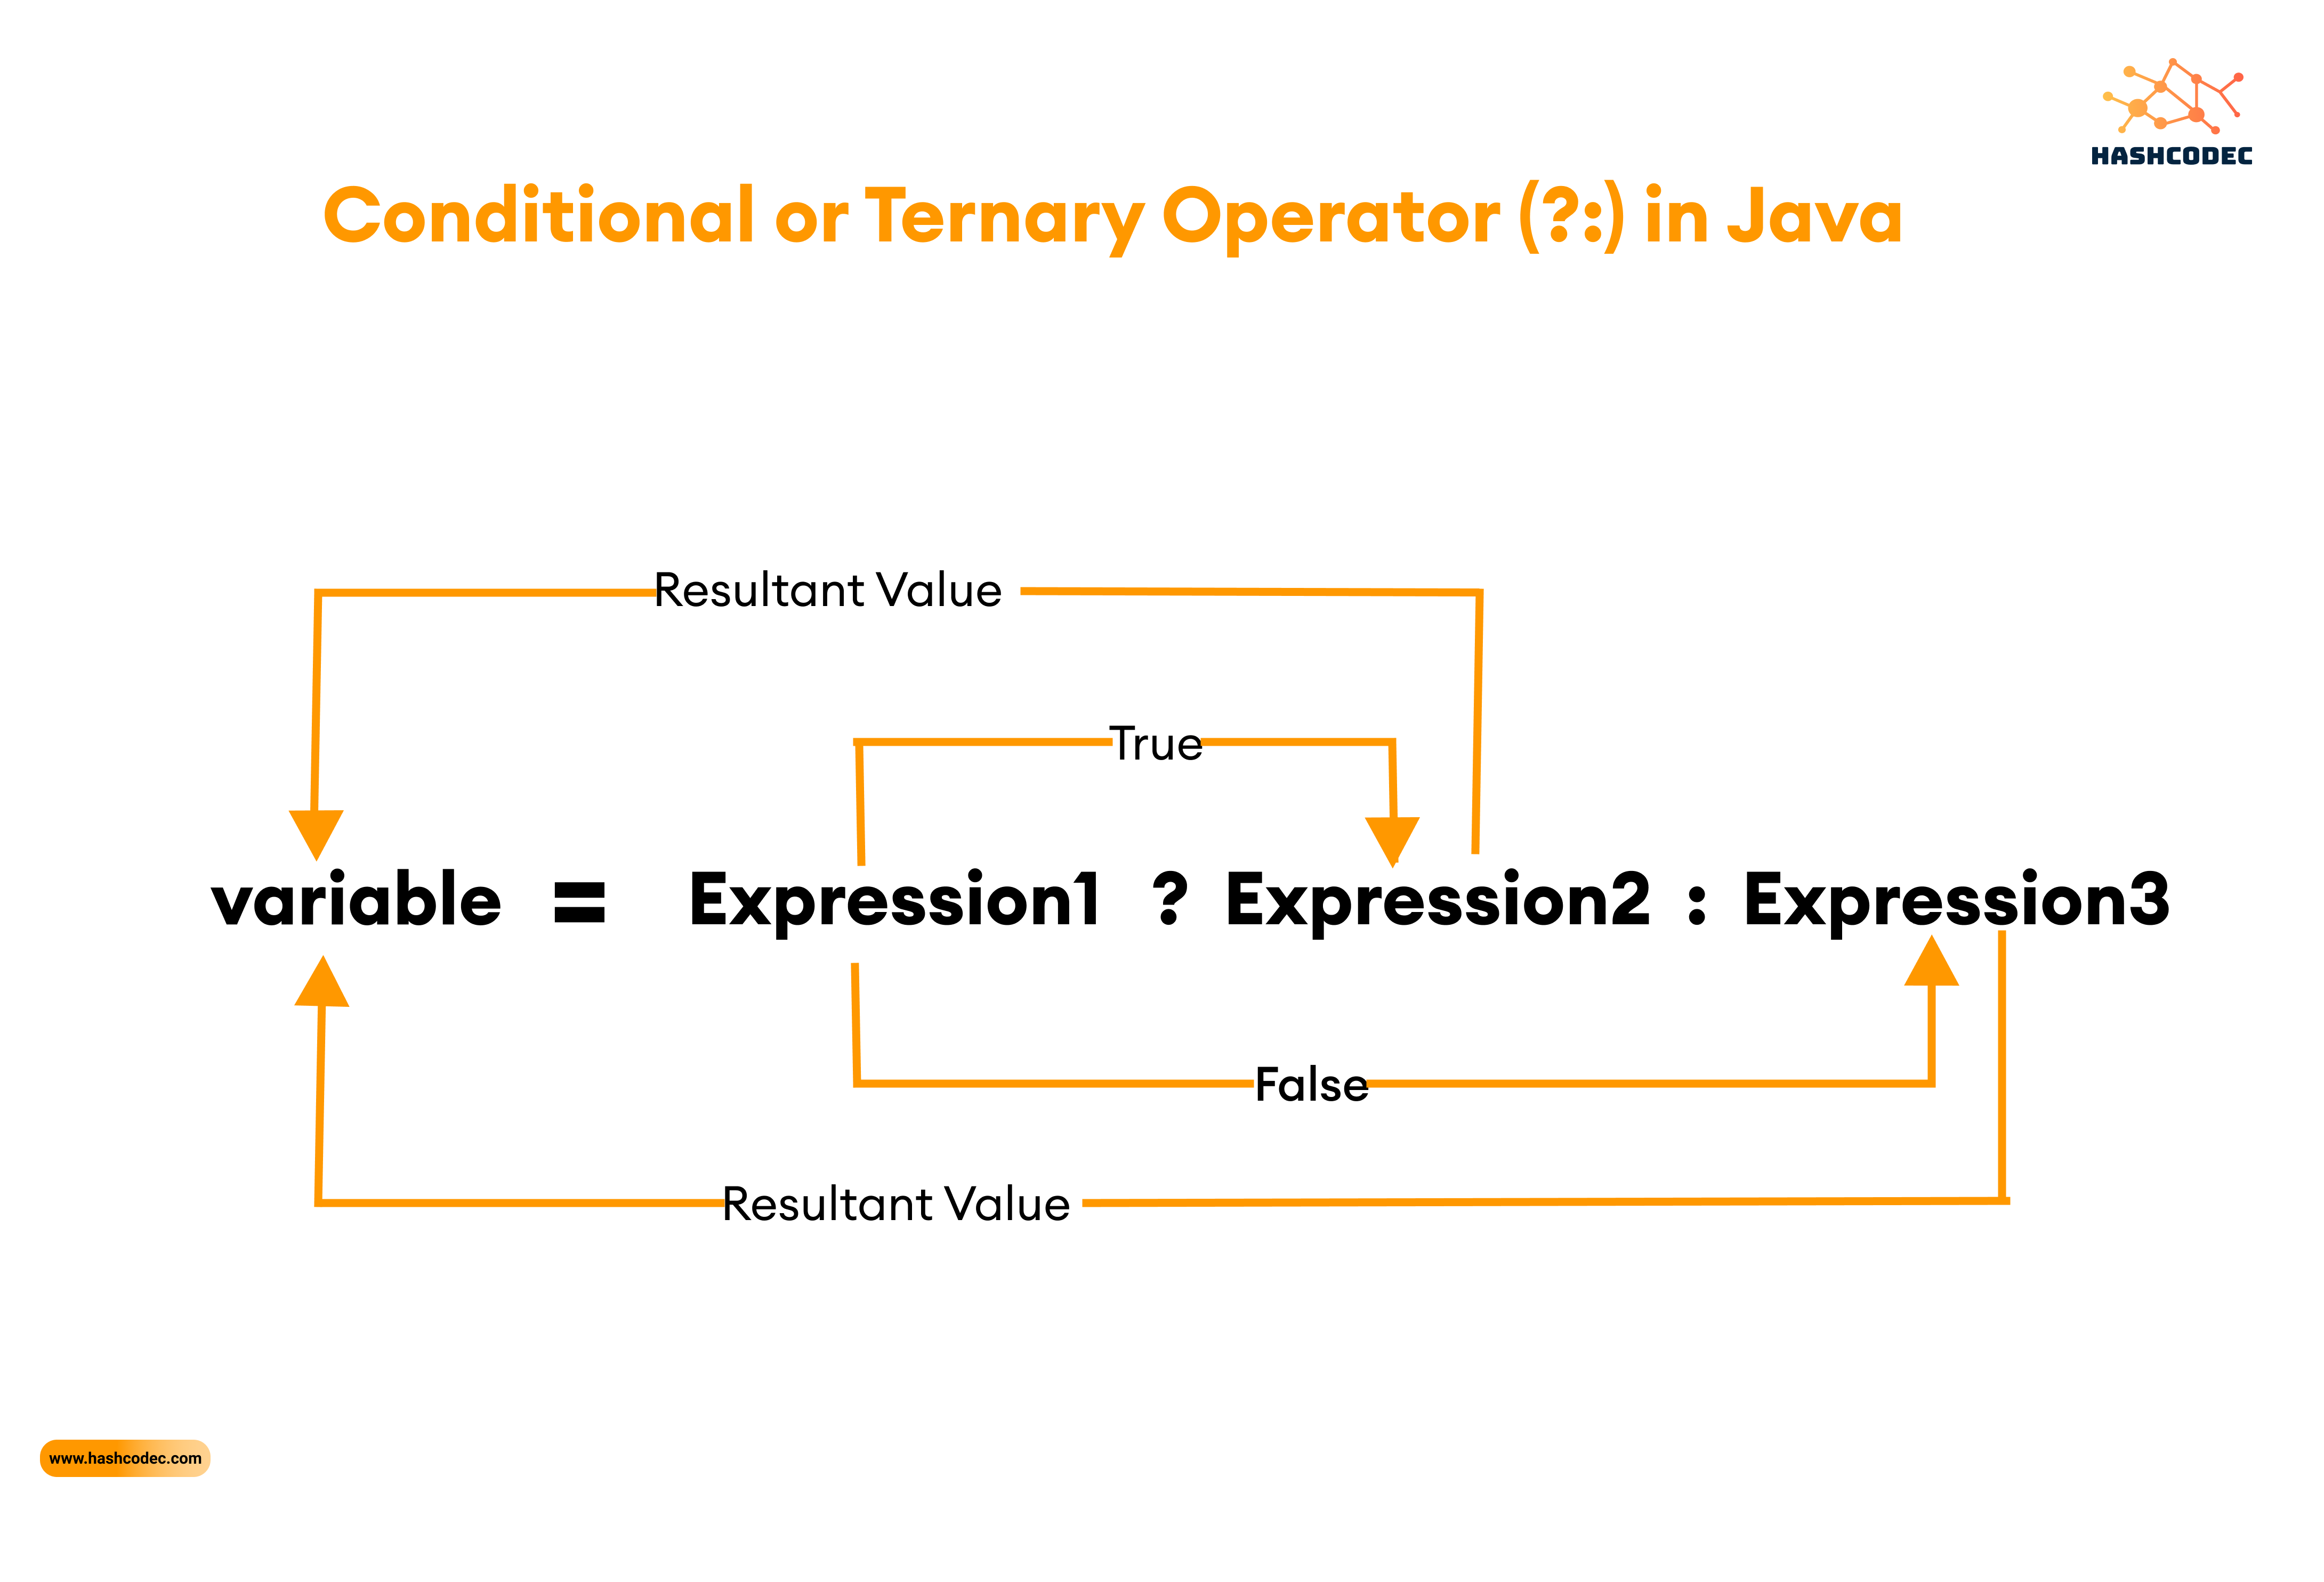 HASHCODEC
Conditional or Ternary Operator (?:) in Java
Resultant Value
True
variable = Expression1 ? Expression2 : Expression3
False
Resultant Value
www.hashcodec.com